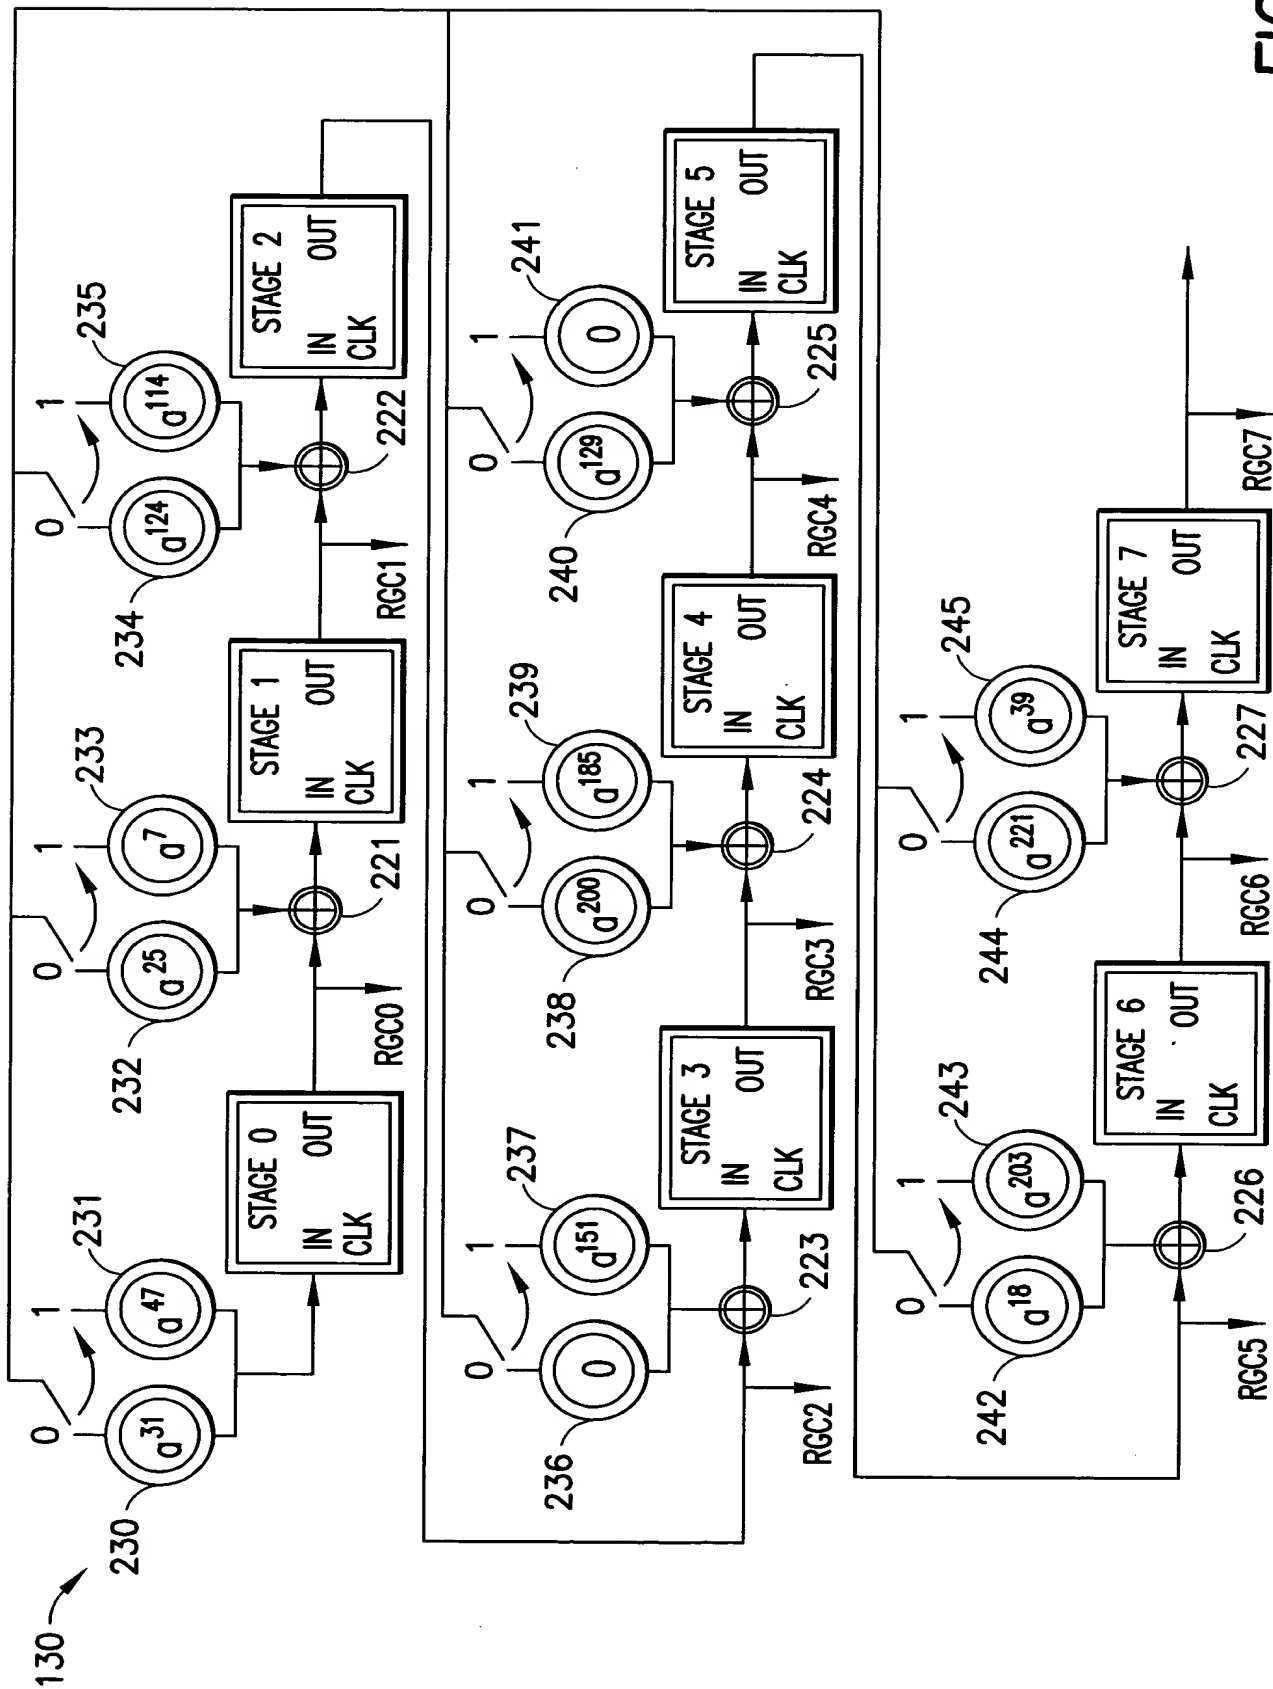 130
0 1 0 1 0 1
a³¹ a⁴⁷ a²⁵ a⁷ a¹²⁴ a¹¹⁴
230 231 232 233 234 235
STAGE 0
IN OUT
CLK
STAGE 1
IN OUT
CLK
STAGE 2
IN OUT
CLK
221 222
RGC0 RGC1
0 1 0 1 0 1
0 a¹⁵¹ a²⁰⁰ a¹⁸⁵ a¹²⁹ 0
236 237 238 239 240 241
STAGE 3
IN OUT
CLK
STAGE 4
IN OUT
CLK
STAGE 5
IN OUT
CLK
223 224 225
RGC2 RGC3 RGC4
0 1 0 1
a¹⁸ a²⁰³ a²²¹ a³⁹
242 243 244 245
STAGE 6
IN OUT
CLK
STAGE 7
IN OUT
CLK
226 227
RGC5 RGC6 RGC7